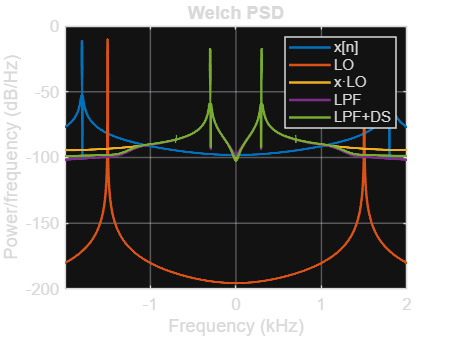 Welch PSD
Power/frequency (dB/Hz)
0
-50
-100
-150
-200
x[n]
LO
x·LO
LPF
LPF+DS
-1
0
1
2
Frequency (kHz)